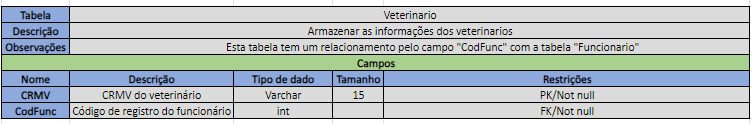 Tabela Veterinario
Descrição Armazenar as informações dos veterinarios
Observações Esta tabela tem um relacionamento pelo campo "CodFunc" com a tabela "Funcionario"
Campos
Nome Descrição Tipo de dado Tamanho Restrições
CRMV CRMV do veterinário Varchar 15 PK/Not null
CodFunc Código de registro do funcionário int FK/Not null